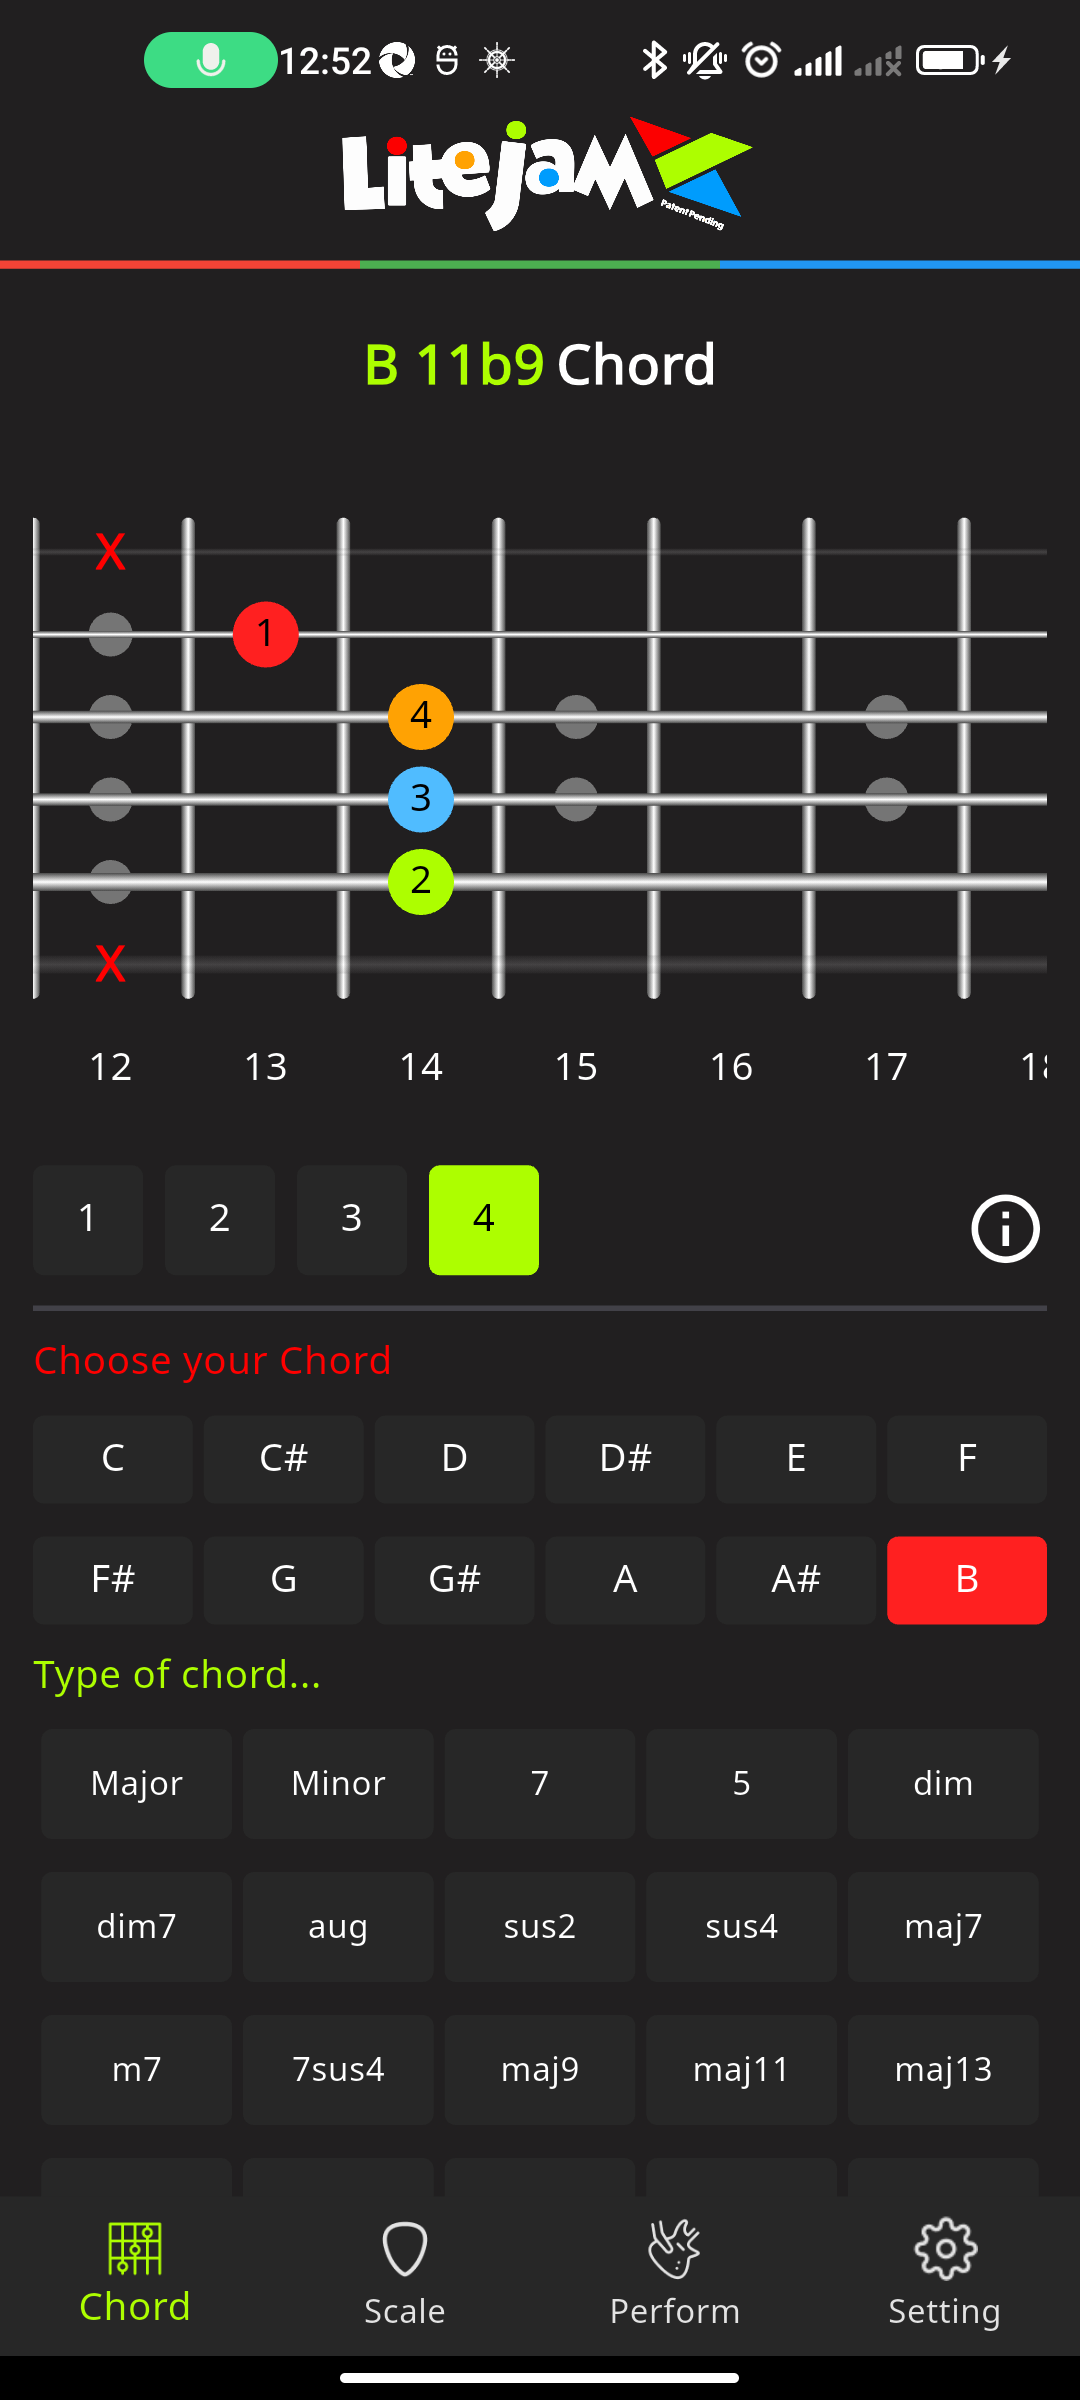 12:52
Litejam
Patent Pending
B 11b9 Chord
X
1
4
3
2
X
12 13 14 15 16 17
1 2 3 4
Choose your Chord
C C# D D# E F
F# G G# A A# B
Type of chord...
Major Minor 7 5 dim
dim7 aug sus2 sus4 maj7
m7 7sus4 maj9 maj11 maj13
Chord Scale Perform Setting